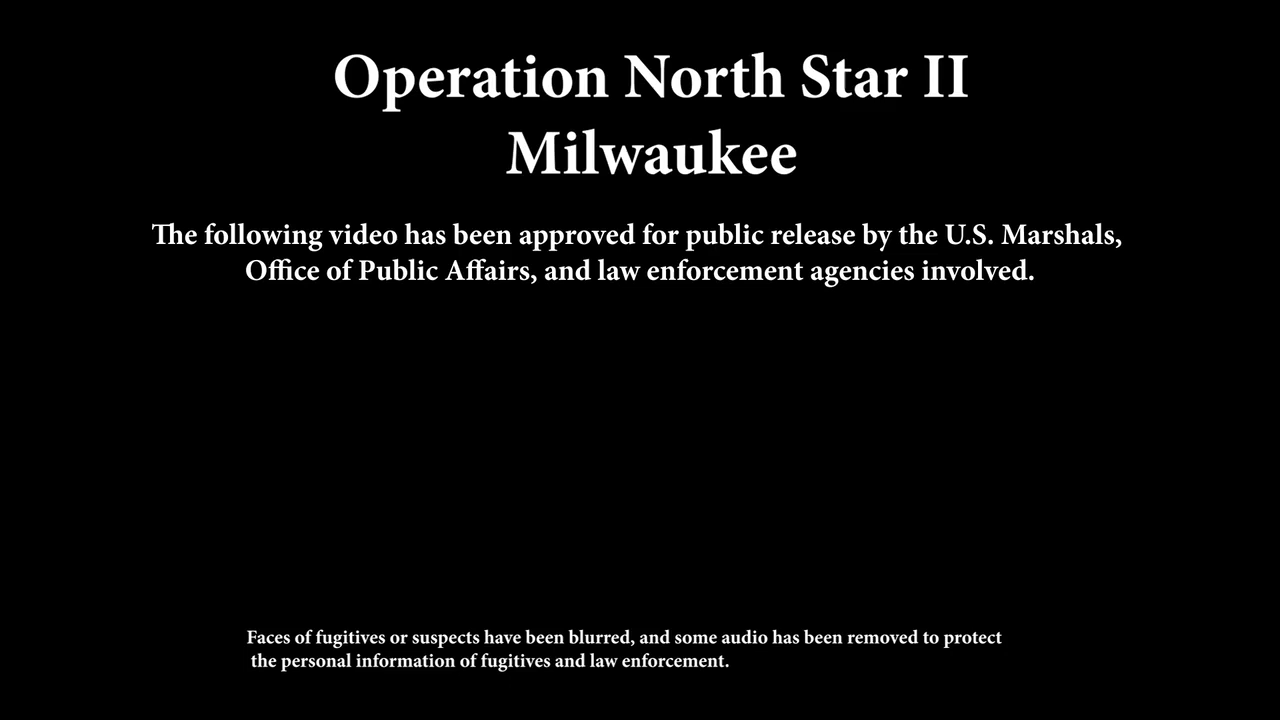 Operation North Star II
Milwaukee
The following video has been approved for public release by the U.S. Marshals,
Office of Public Affairs, and law enforcement agencies involved.
Faces of fugitives or suspects have been blurred, and some audio has been removed to protect
the personal information of fugitives and law enforcement.